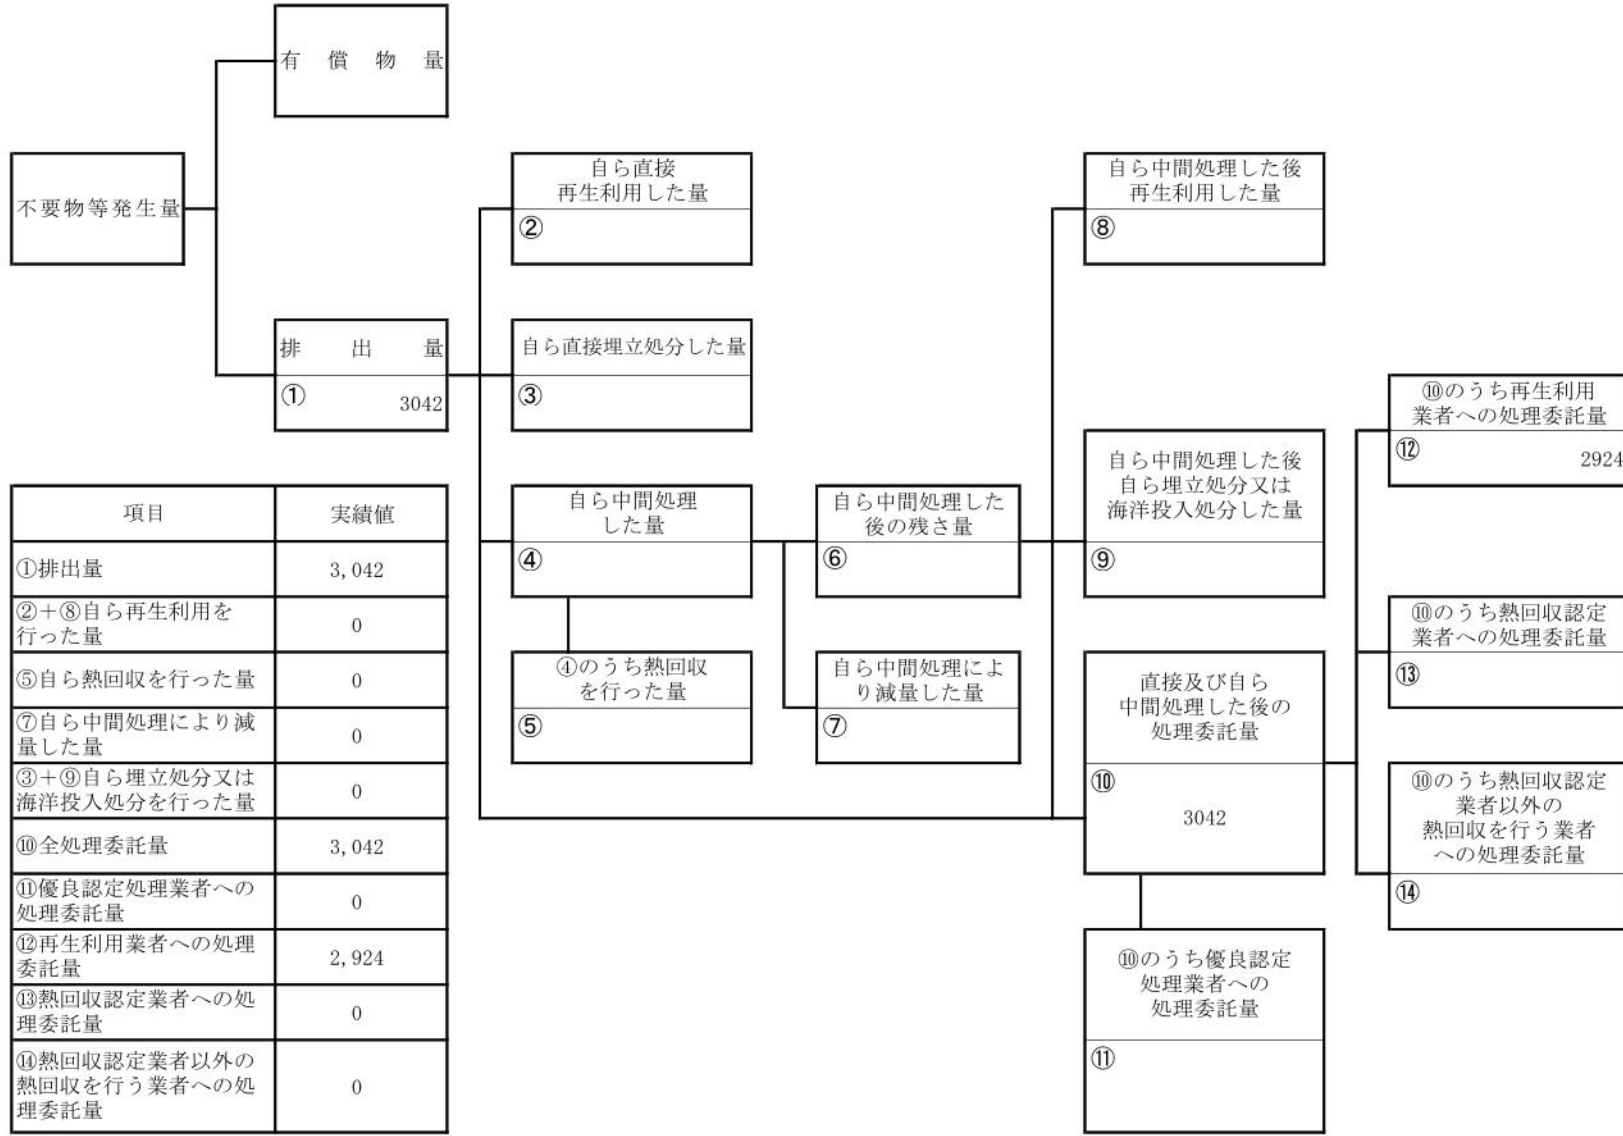 有償物量
不要物等発生量
排出量
①
3042
自ら直接
再生利用した量
②
自ら直接埋立処分した量
③
自ら中間処理
した量
④
④のうち熱回収
を行った量
⑤
自ら中間処理した
後の残さ量
⑥
自ら中間処理によ
り減量した量
⑦
自ら中間処理した後
再生利用した量
⑧
自ら中間処理した後
自ら埋立処分又は
海洋投入処分した量
⑨
直接及び自ら
中間処理した後の
処理委託量
⑩
3042
⑩のうち優良認定
処理業者への
処理委託量
⑪
⑩のうち再生利用
業者への処理委託量
⑫
2924
⑩のうち熱回収認定
業者への処理委託量
⑬
⑩のうち熱回収認定
業者以外の
熱回収を行う業者
への処理委託量
⑭
項目 実績値
①排出量 3,042
②+⑧自ら再生利用を
行った量 0
⑤自ら熱回収を行った量 0
⑦自ら中間処理により減
量した量 0
③+⑨自ら埋立処分又は
海洋投入処分を行った量 0
⑩全処理委託量 3,042
⑪優良認定処理業者への
処理委託量 0
⑫再生利用業者への処理
委託量 2,924
⑬熱回収認定業者への処
理委託量 0
⑭熱回収認定業者以外の
熱回収を行う業者への処
理委託量 0